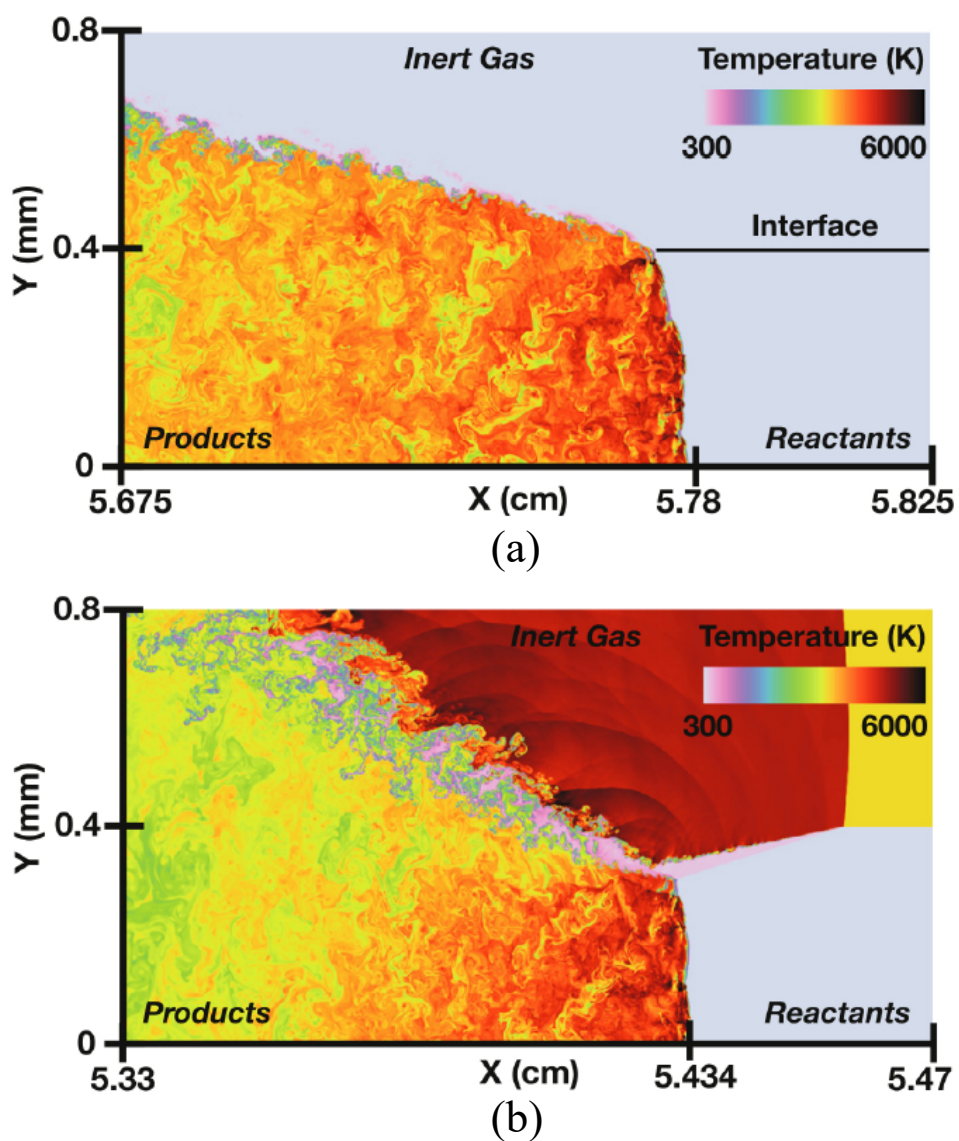 0.8
Inert Gas
Temperature (K)
300
6000
Interface
0.4
Y (mm)
Products
Reactants
0
5.675
X (cm)
5.78
5.825
(a)
0.8
Inert Gas
Temperature (K)
300
6000
0.4
Y (mm)
Products
Reactants
0
5.33
X (cm)
5.434
5.47
(b)